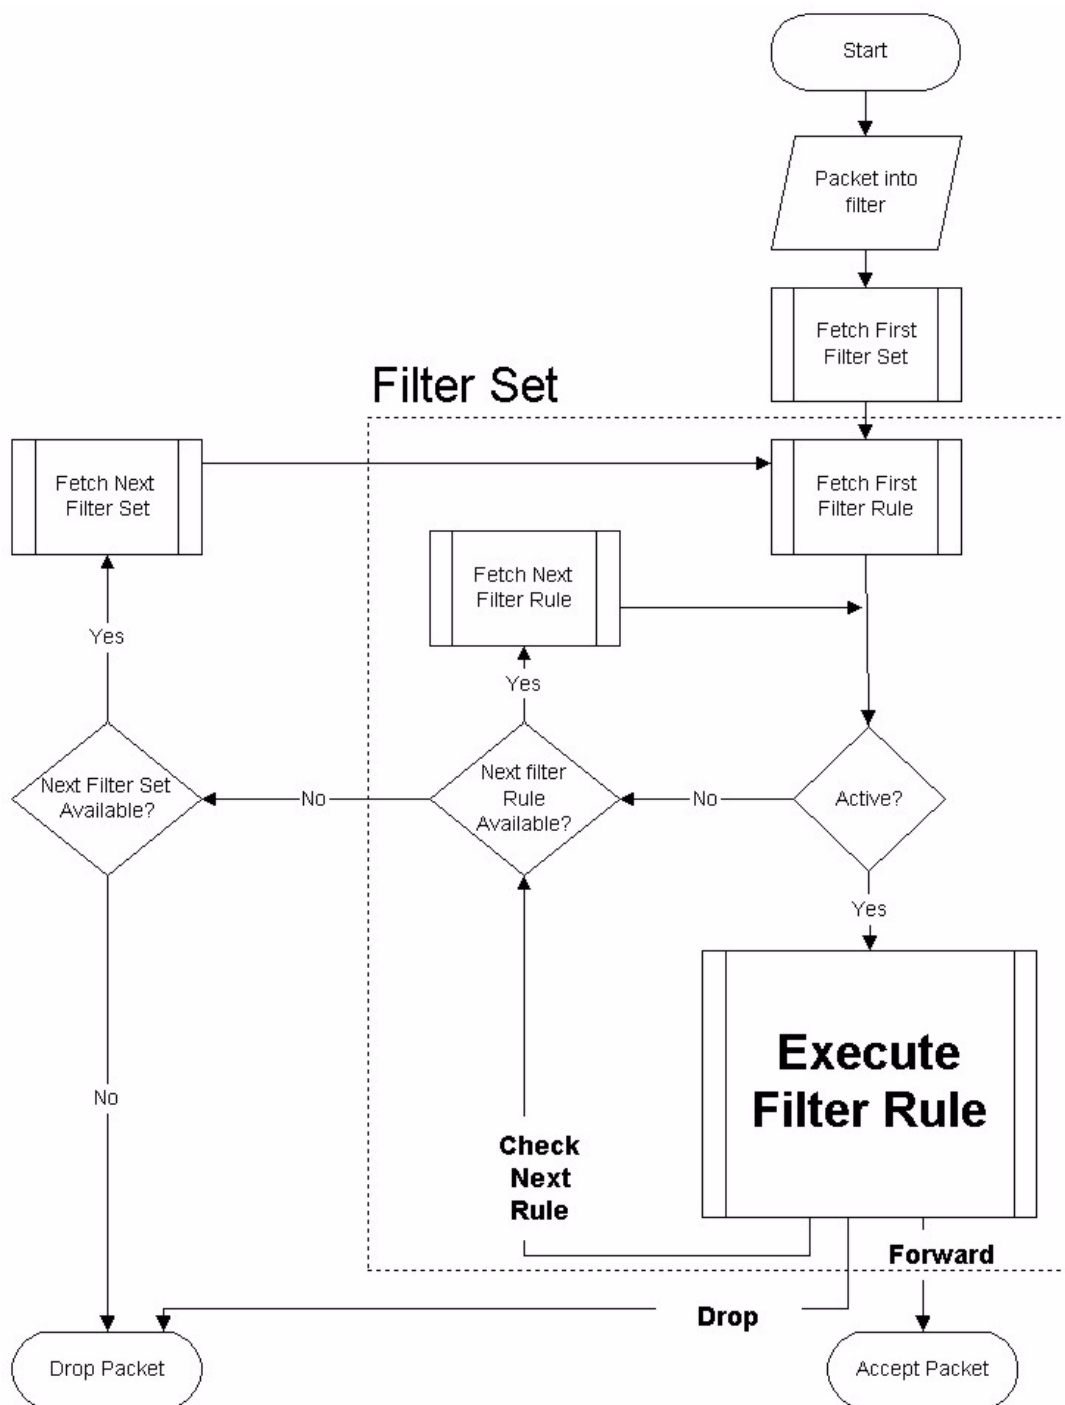 Start
Packet into
filter
Fetch First
Filter Set
Filter Set
Fetch Next
Filter Set
Fetch First
Filter Rule
Fetch Next
Filter Rule
Yes
Yes
Next Filter Set
Available?
No
Next filter
Rule
Available?
No
Active?
Yes
Execute
Filter Rule
No
Check
Next
Rule
Forward
Drop
Drop Packet
Accept Packet